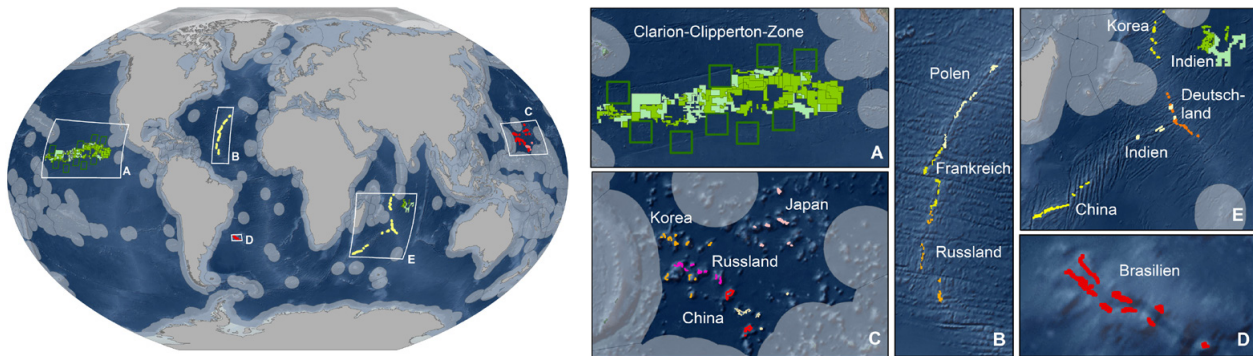 A
B
C
D
E
Clarion-Clipperton-Zone
A
Korea
Japan
Russland
China
C
Polen
Frankreich
Russland
B
Korea
Indien
Deutsch-
land
Indien
China
E
Brasilien
D